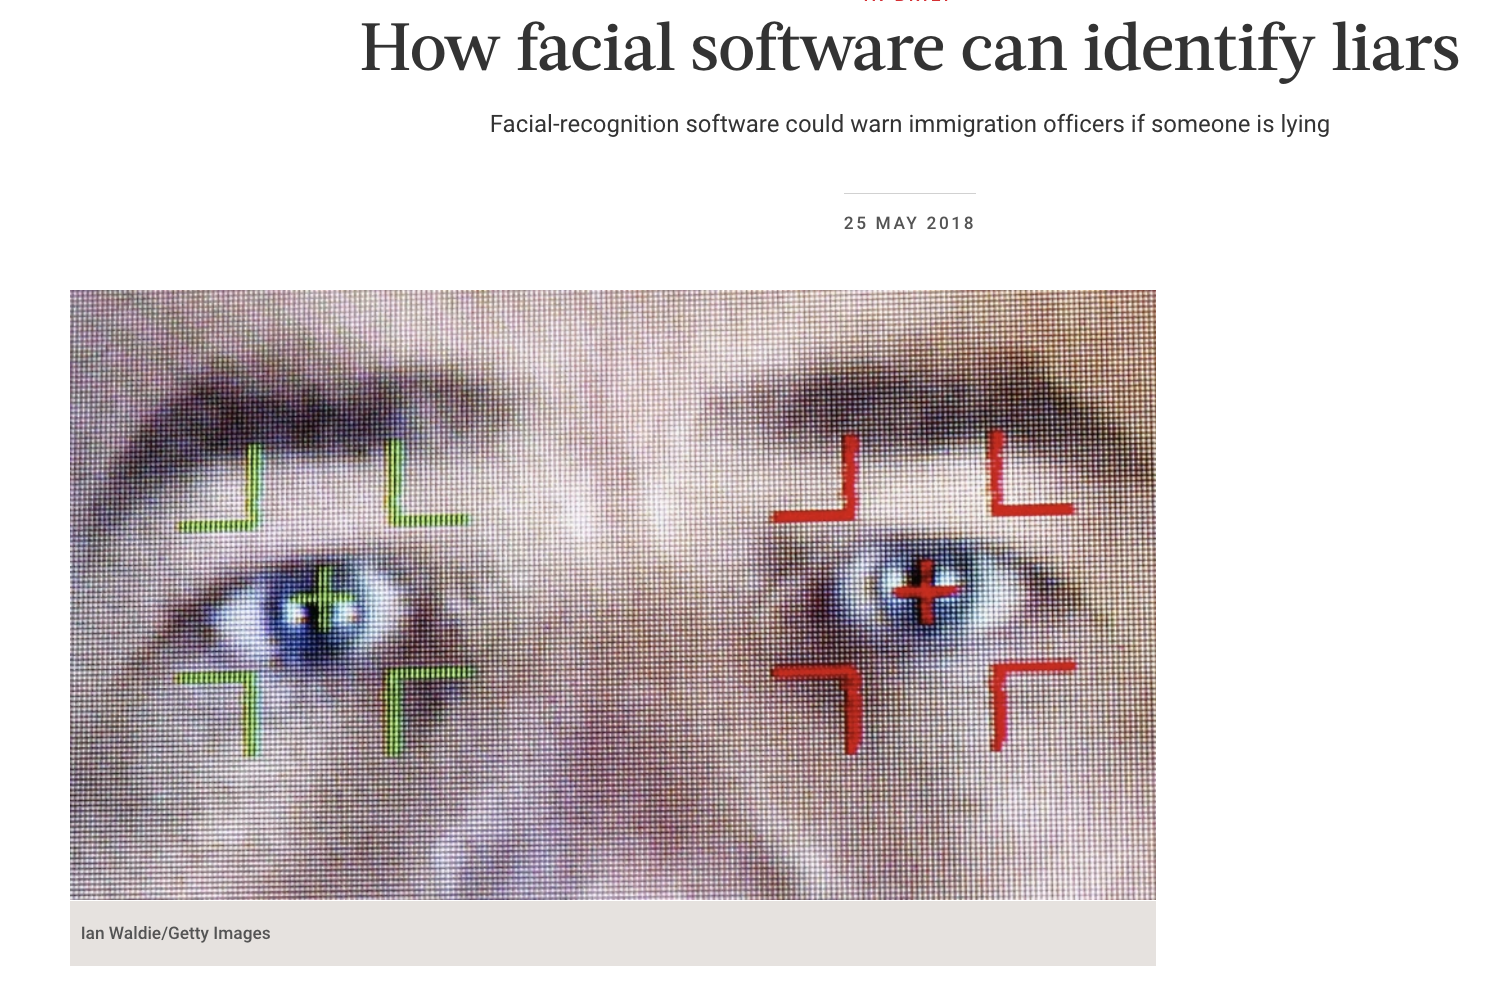 How facial software can identify liars
Facial-recognition software could warn immigration officers if someone is lying
25 MAY 2018
Ian Waldie/Getty Images